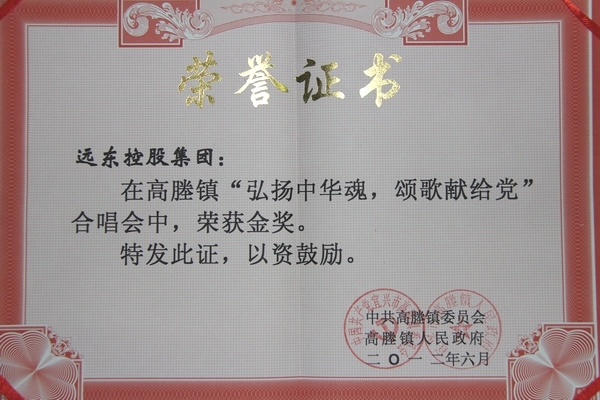 荣誉证书
远东控股集团：
在高塍镇“弘扬中华魂，颂歌献给党”
合唱会中，荣获金奖。
特发此证，以资鼓励。
中共高塍镇委员会
高塍镇人民政府
二O一二年六月